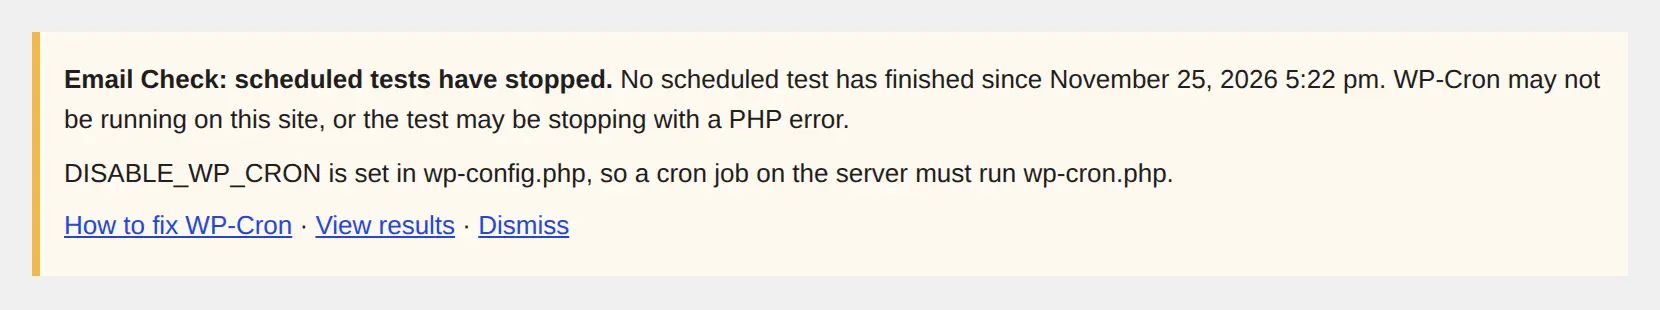 Email Check: scheduled tests have stopped. No scheduled test has finished since November 25, 2026 5:22 pm. WP-Cron may not
be running on this site, or the test may be stopping with a PHP error.
DISABLE_WP_CRON is set in wp-config.php, so a cron job on the server must run wp-cron.php.
How to fix WP-Cron · View results · Dismiss